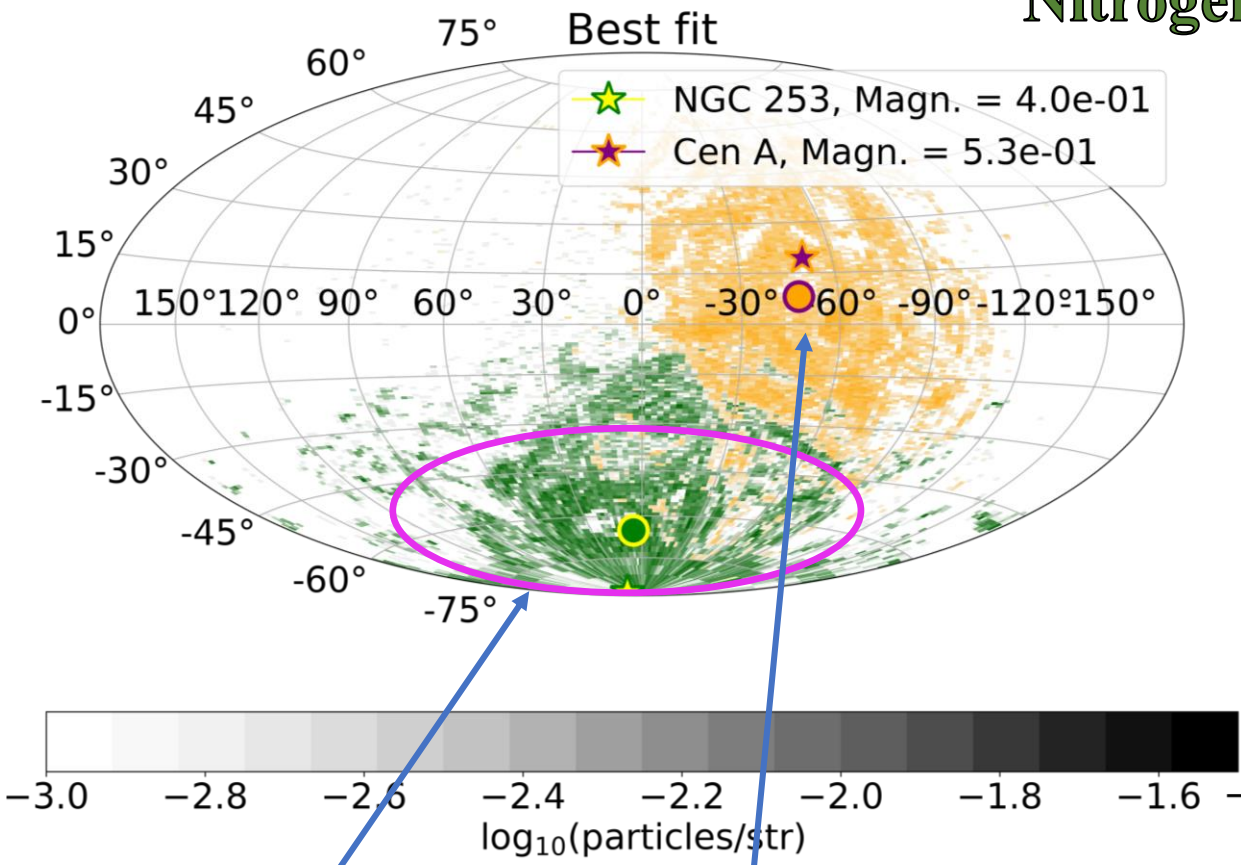 Nitrogen
Best fit
NGC 253, Magn. = 4.0e-01
Cen A, Magn. = 5.3e-01
75°
60°
45°
30°
15°
150° 120° 90° 60° 30° 0° -30° -60° -90° -120° -150°
0°
-15°
-30°
-45°
-60°
-75°
−3.0 −2.8 −2.6 −2.4 −2.2 −2.0 −1.8 −1.6
log₁₀(particles/str)